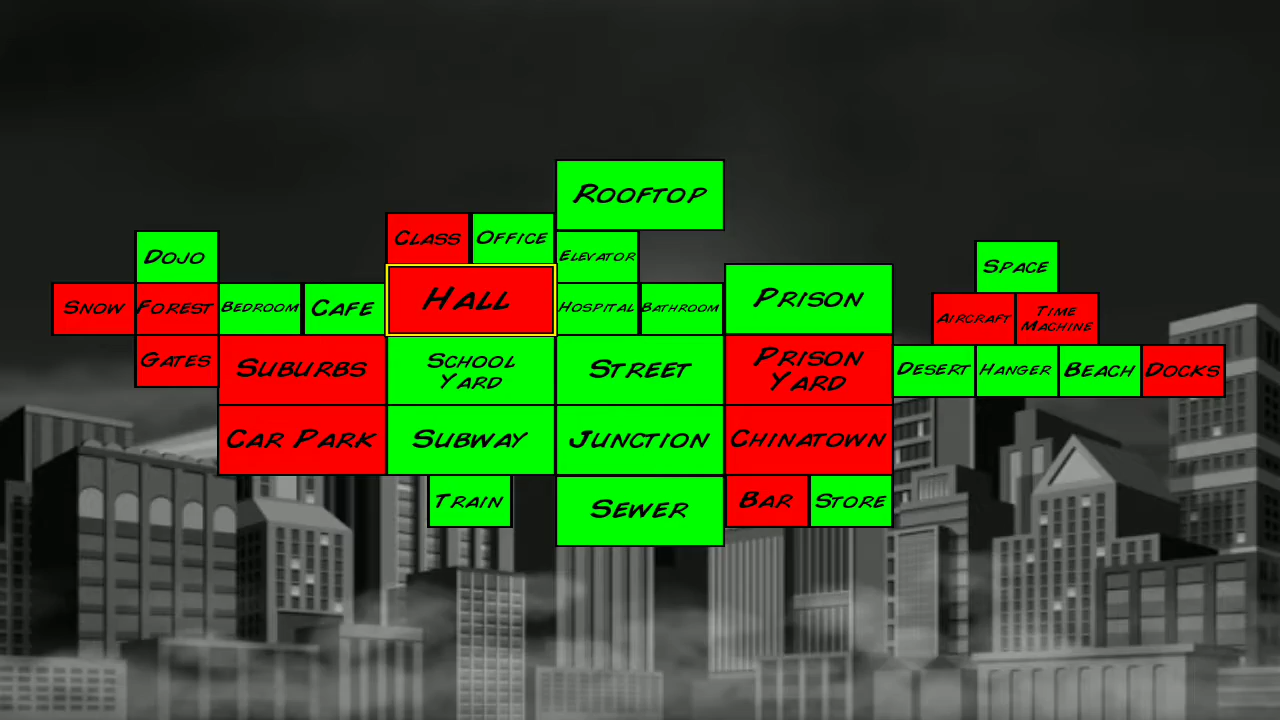 Rooftop
Class
Office
Elevator
Dojo
Space
Snow
Forest
Bedroom
Cafe
Hall
Hospital
Bathroom
Prison
Aircraft
Time
Machine
Gates
Suburbs
School
Yard
Street
Prison
Yard
Desert
Hanger
Beach
Docks
Car Park
Subway
Junction
Chinatown
Train
Sewer
Bar
Store